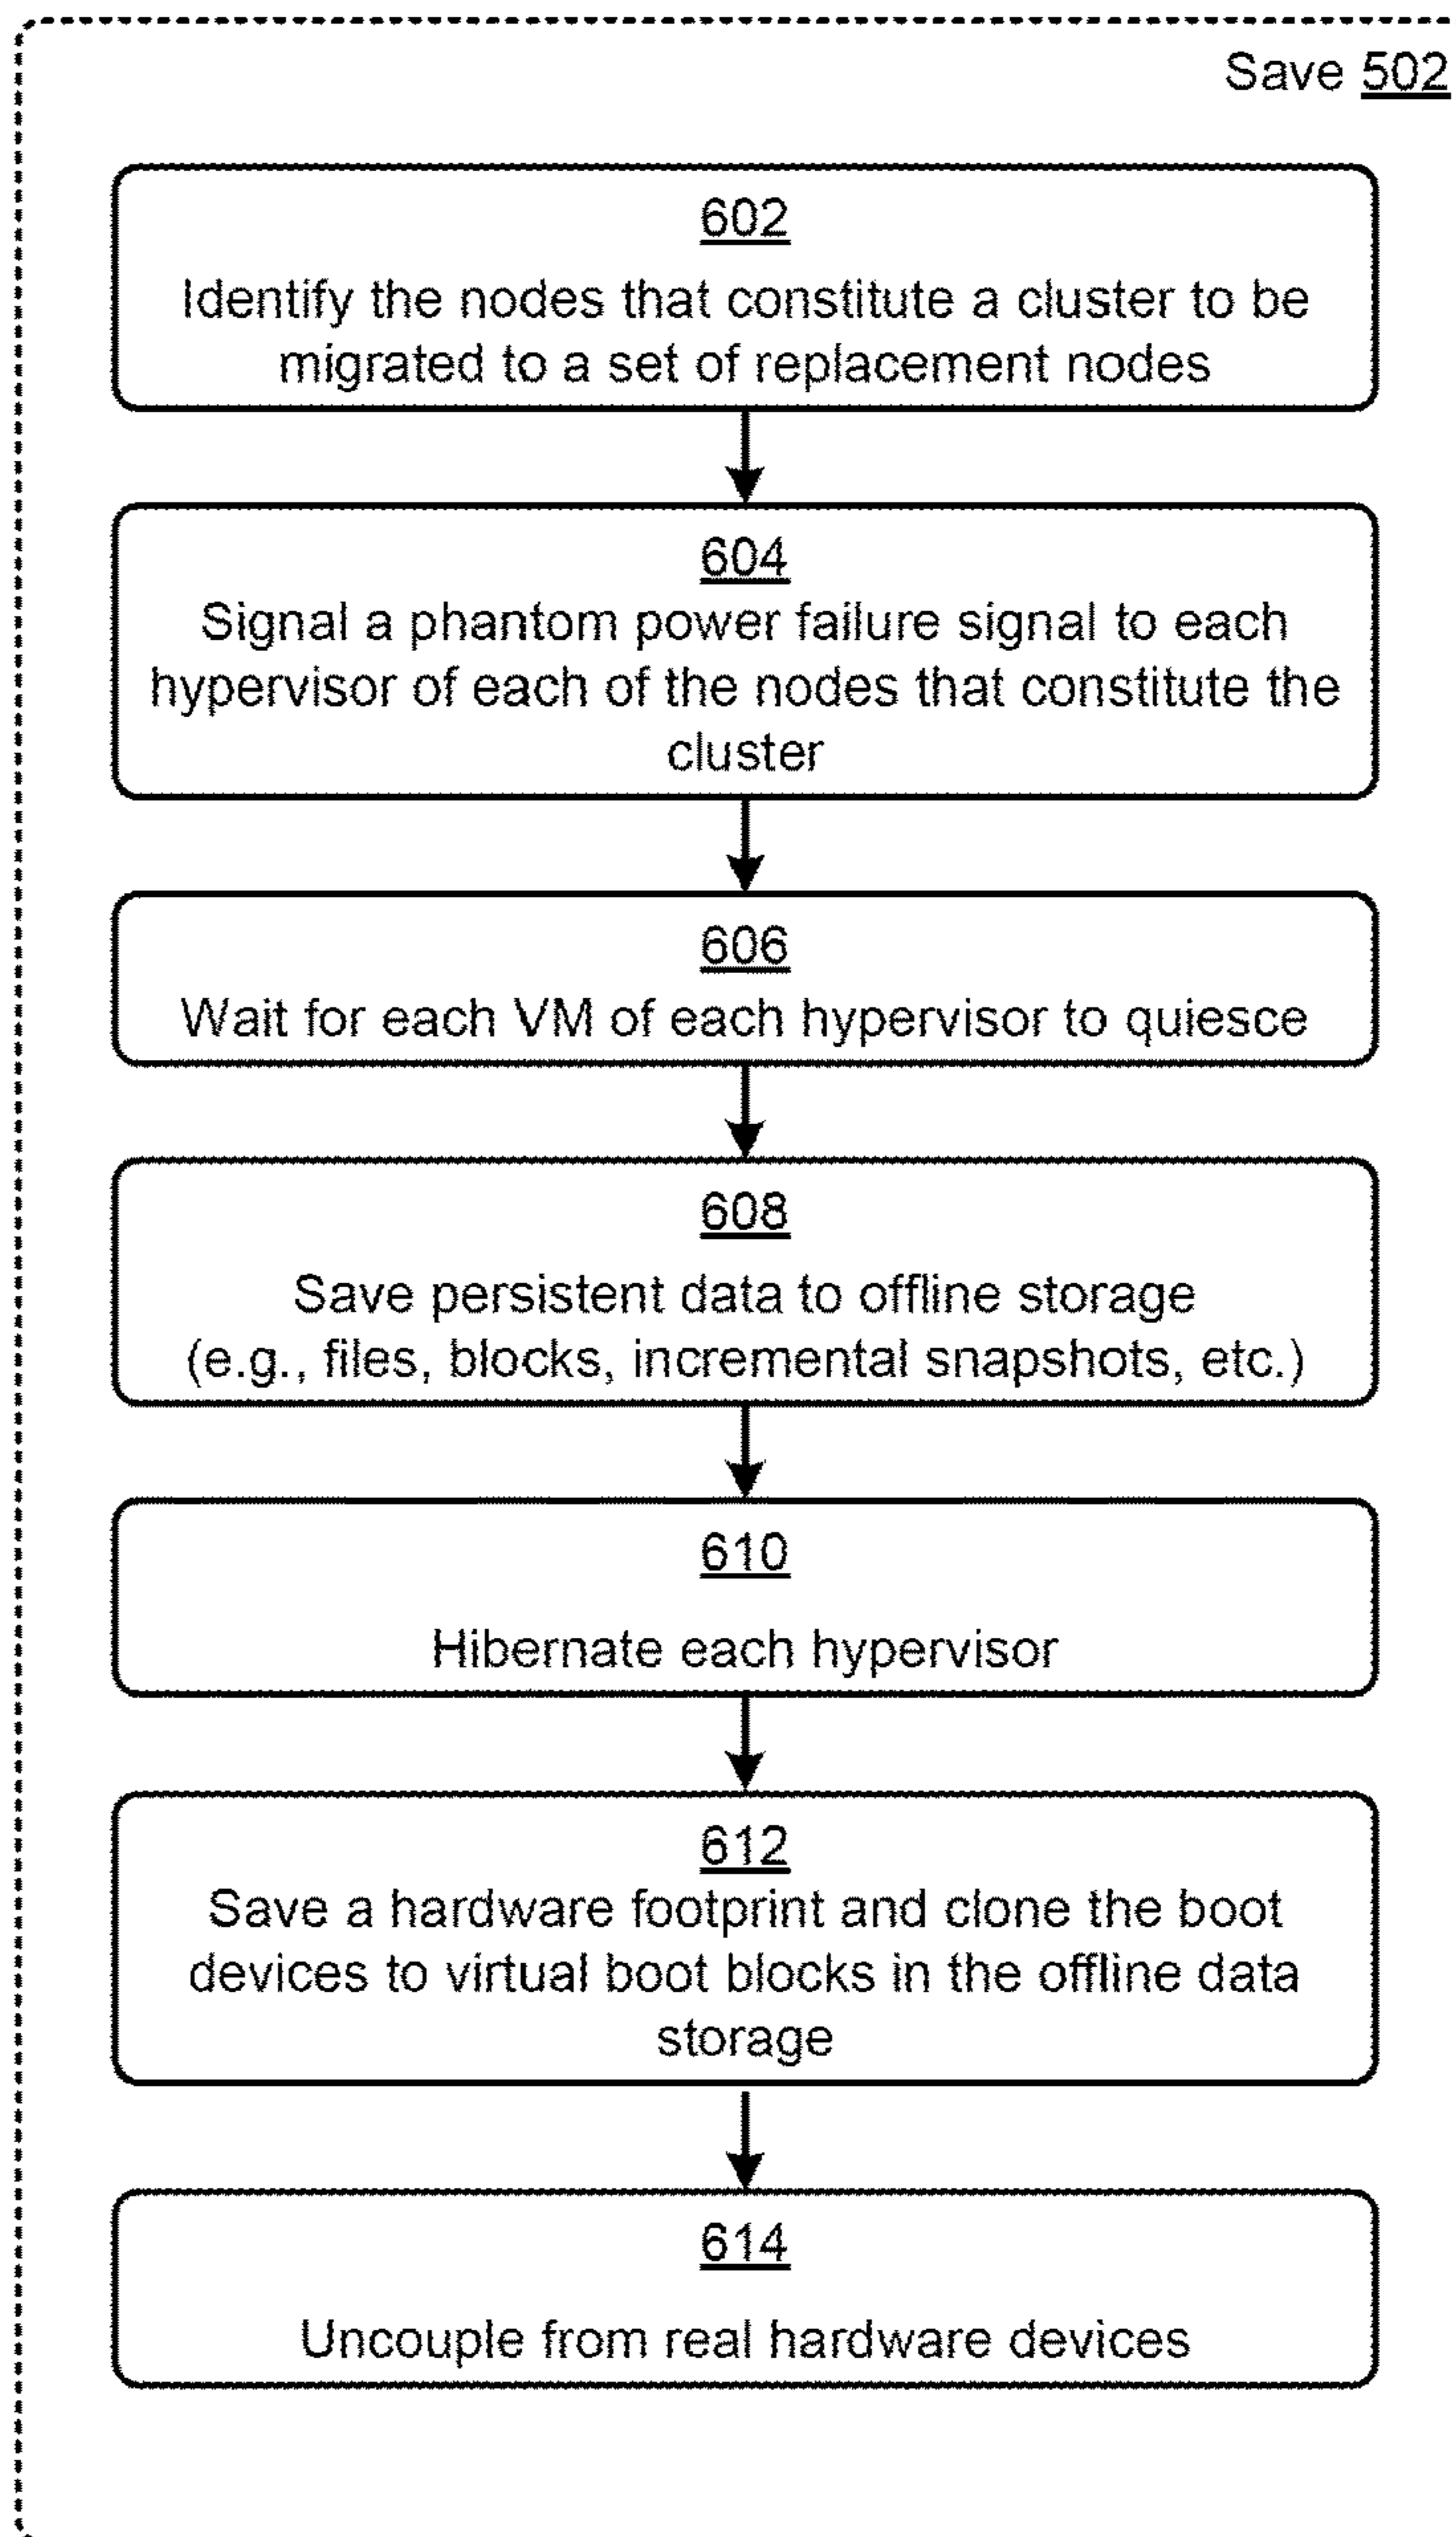 Save 502
602
Identify the nodes that constitute a cluster to be
migrated to a set of replacement nodes
604
Signal a phantom power failure signal to each
hypervisor of each of the nodes that constitute the
cluster
606
Wait for each VM of each hypervisor to quiesce
608
Save persistent data to offline storage
(e.g., files, blocks, incremental snapshots, etc.)
610
Hibernate each hypervisor
612
Save a hardware footprint and clone the boot
devices to virtual boot blocks in the offline data
storage
614
Uncouple from real hardware devices